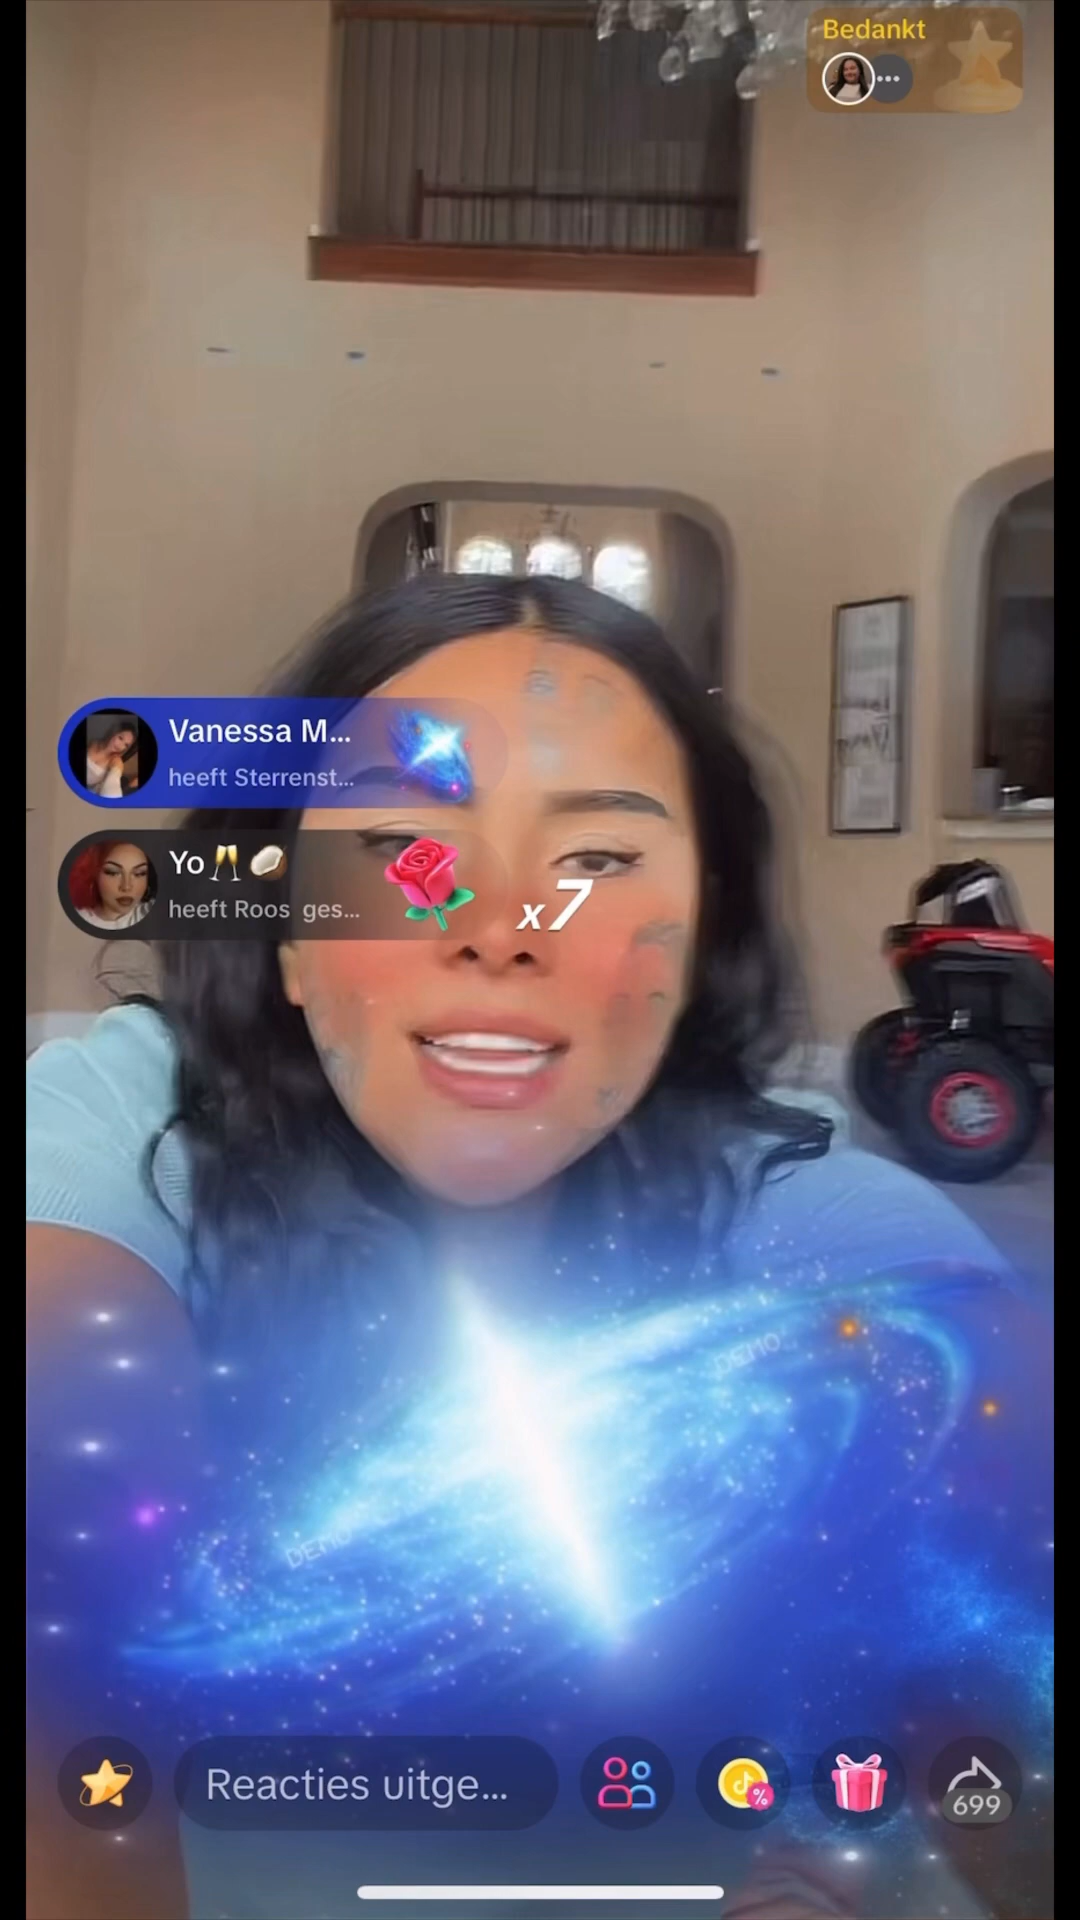 Bedankt
Vanessa M...
heeft Sterrenst...
Yo🥂🥥
heeft Roos ges...
x7
DEMO
DEMO
Reacties uitge...
%
699